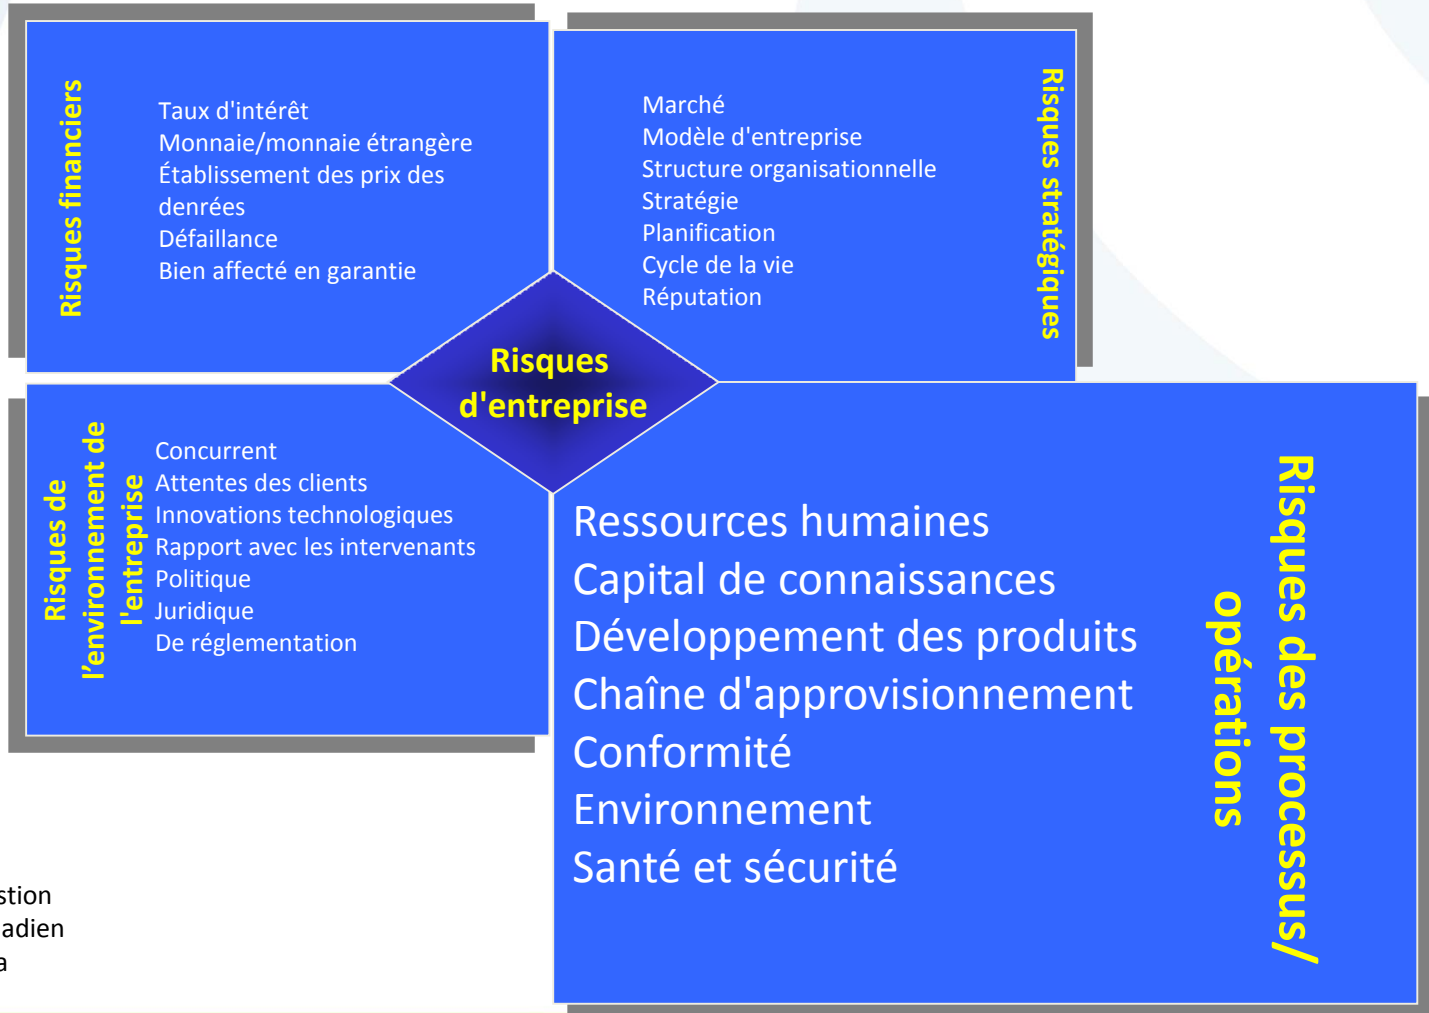 Risques financiers
Taux d'intérêt
Monnaie/monnaie étrangère
Établissement des prix des
denrées
Défaillance
Bien affecté en garantie
Marché
Modèle d'entreprise
Structure organisationnelle
Stratégie
Planification
Cycle de la vie
Réputation
Risques stratégiques
Risques
d'entreprise
Risques de
l’environnement de
l'entreprise
Concurrent
Attentes des clients
Innovations technologiques
Rapport avec les intervenants
Politique
Juridique
De réglementation
Ressources humaines
Capital de connaissances
Développement des produits
Chaîne d'approvisionnement
Conformité
Environnement
Santé et sécurité
Risques des processus/
opérations
stion
adien
a